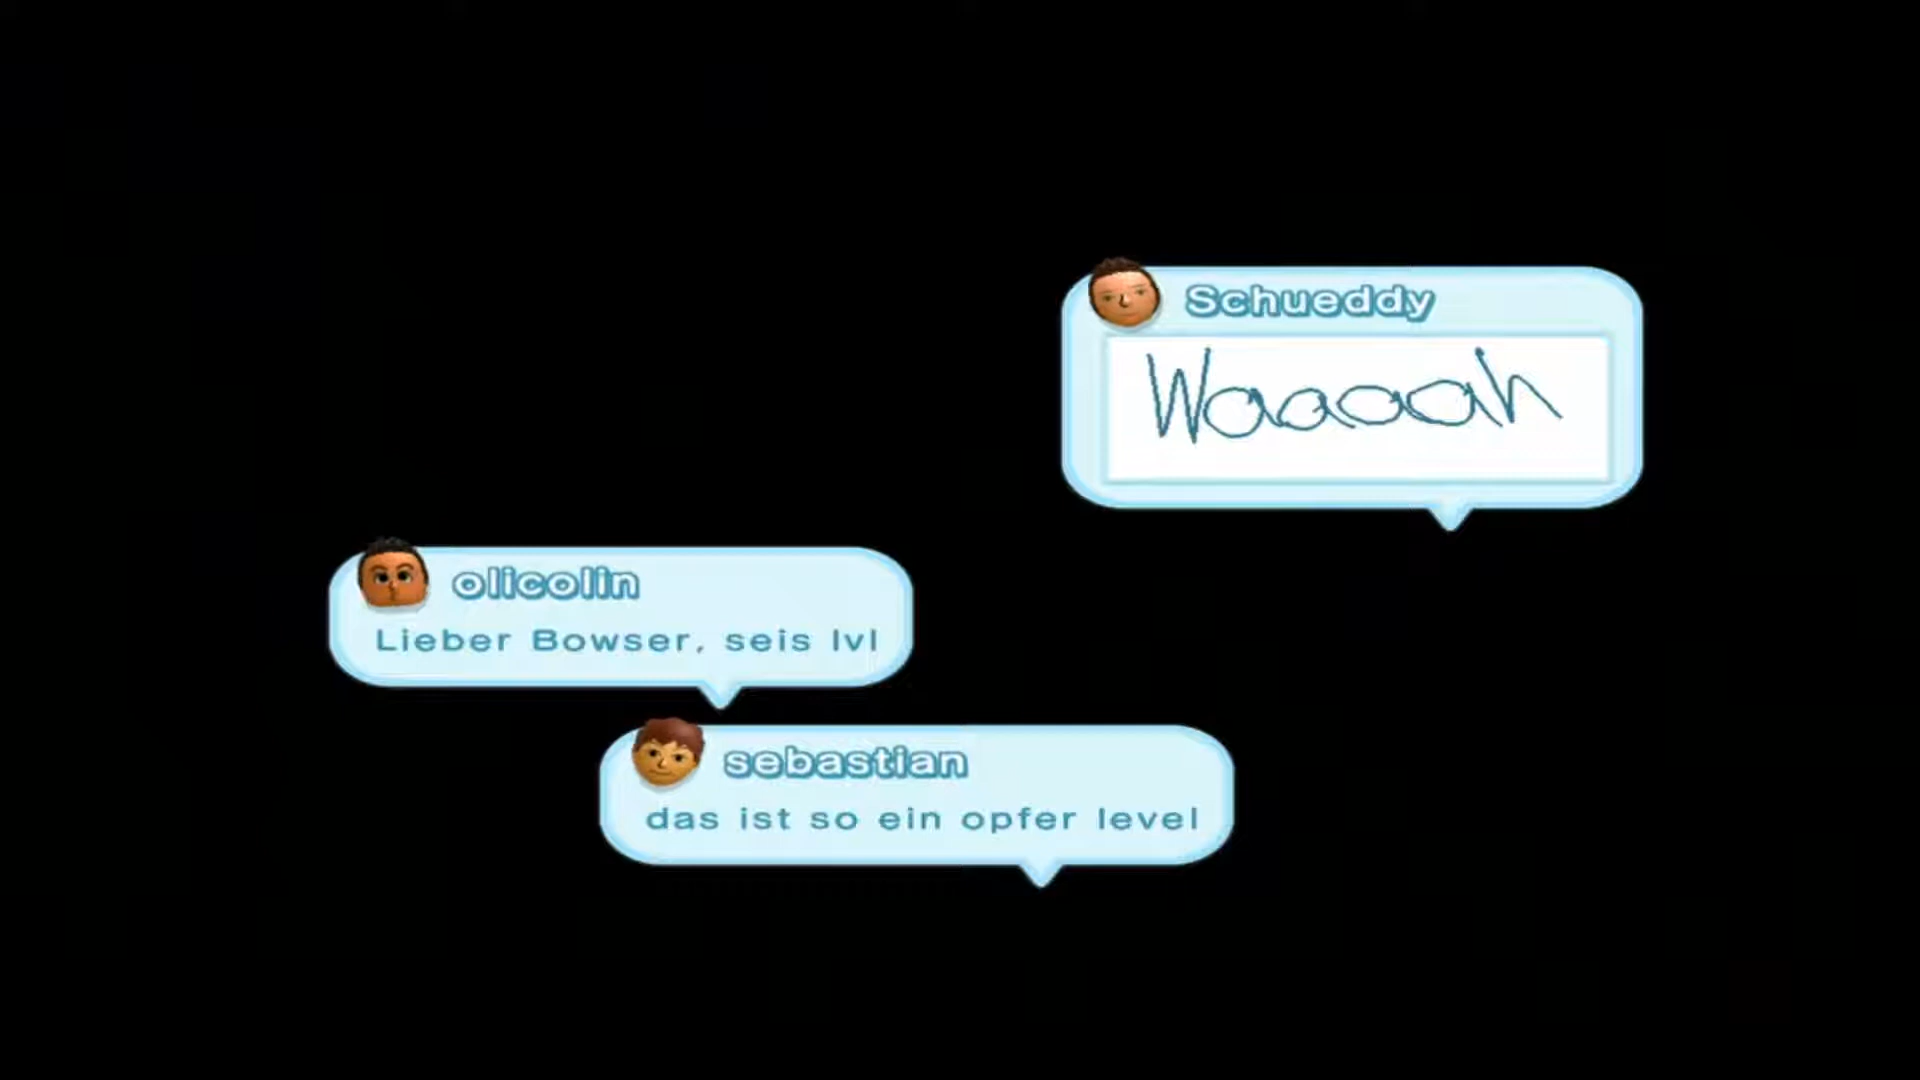 Schueddy
Waaaah
olicolin
Lieber Bowser, seis lvl
sebastian
das ist so ein opfer level